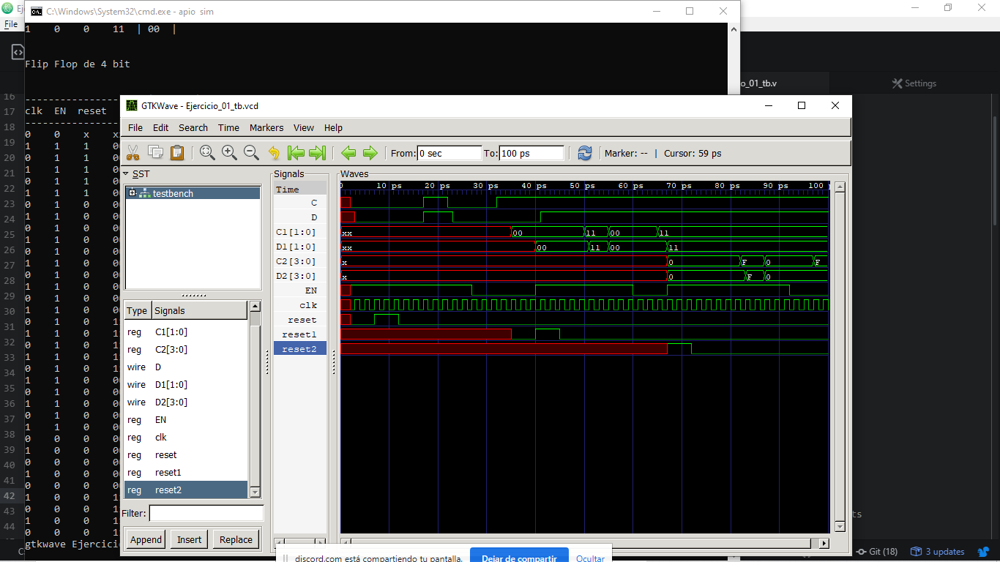 C:\Windows\System32\cmd.exe - apio sim
File
1 0 0 11 | 00 |
Flip Flop de 4 bit
o_01_tb.v
Settings
clk EN reset
GTKWave - Ejercicio_01_tb.vcd
File Edit Search Time Markers View Help
From: 0 sec To: 100 ps Marker: -- | Cursor: 59 ps
SST
testbench
Type Signals
reg C1[1:0]
reg C2[3:0]
wire D
wire D1[1:0]
wire D2[3:0]
reg EN
reg clk
reg reset
reg reset1
reg reset2
Filter:
Append Insert Replace
Signals
Time
C
D
C1[1:0]
D1[1:0]
C2[3:0]
D2[3:0]
EN
clk
reset
reset1
reset2
Waves
0 10 ps 20 ps 30 ps 40 ps 50 ps 60 ps 70 ps 80 ps 90 ps 100
xx 00 11 00 11
xx 00 11 00 11
x 0 F 0 F
x 0 F 0
16
17
18
19
20
21
22
23
24
25
26
27
28
29
30
31
32
33
34
35
36
37
38
39
40
41
42
43
44
0 0 x
1 1 1
0 1 1
1 1 1
0 1 1
1 1 1
0 1 0
1 1 0
0 1 0
1 1 0
0 1 0
1 1 0
0 1 0
1 1 0
0 1 0
1 1 0
0 1 0
1 1 0
0 1 0
1 1 0
0 1 0
1 1 0
0 1 0
1 1 0
0 1 0
1 1 0
0 0 0
1 0 0
0 0 0
1 0 0
0 0 0
1 0 0
0 0 0
1 0 0
0 0 0
gtkwave Ejercici
ts
Git (18)
3 updates
discord.com está compartiendo tu pantalla.
Dejar de compartir
Ocultar